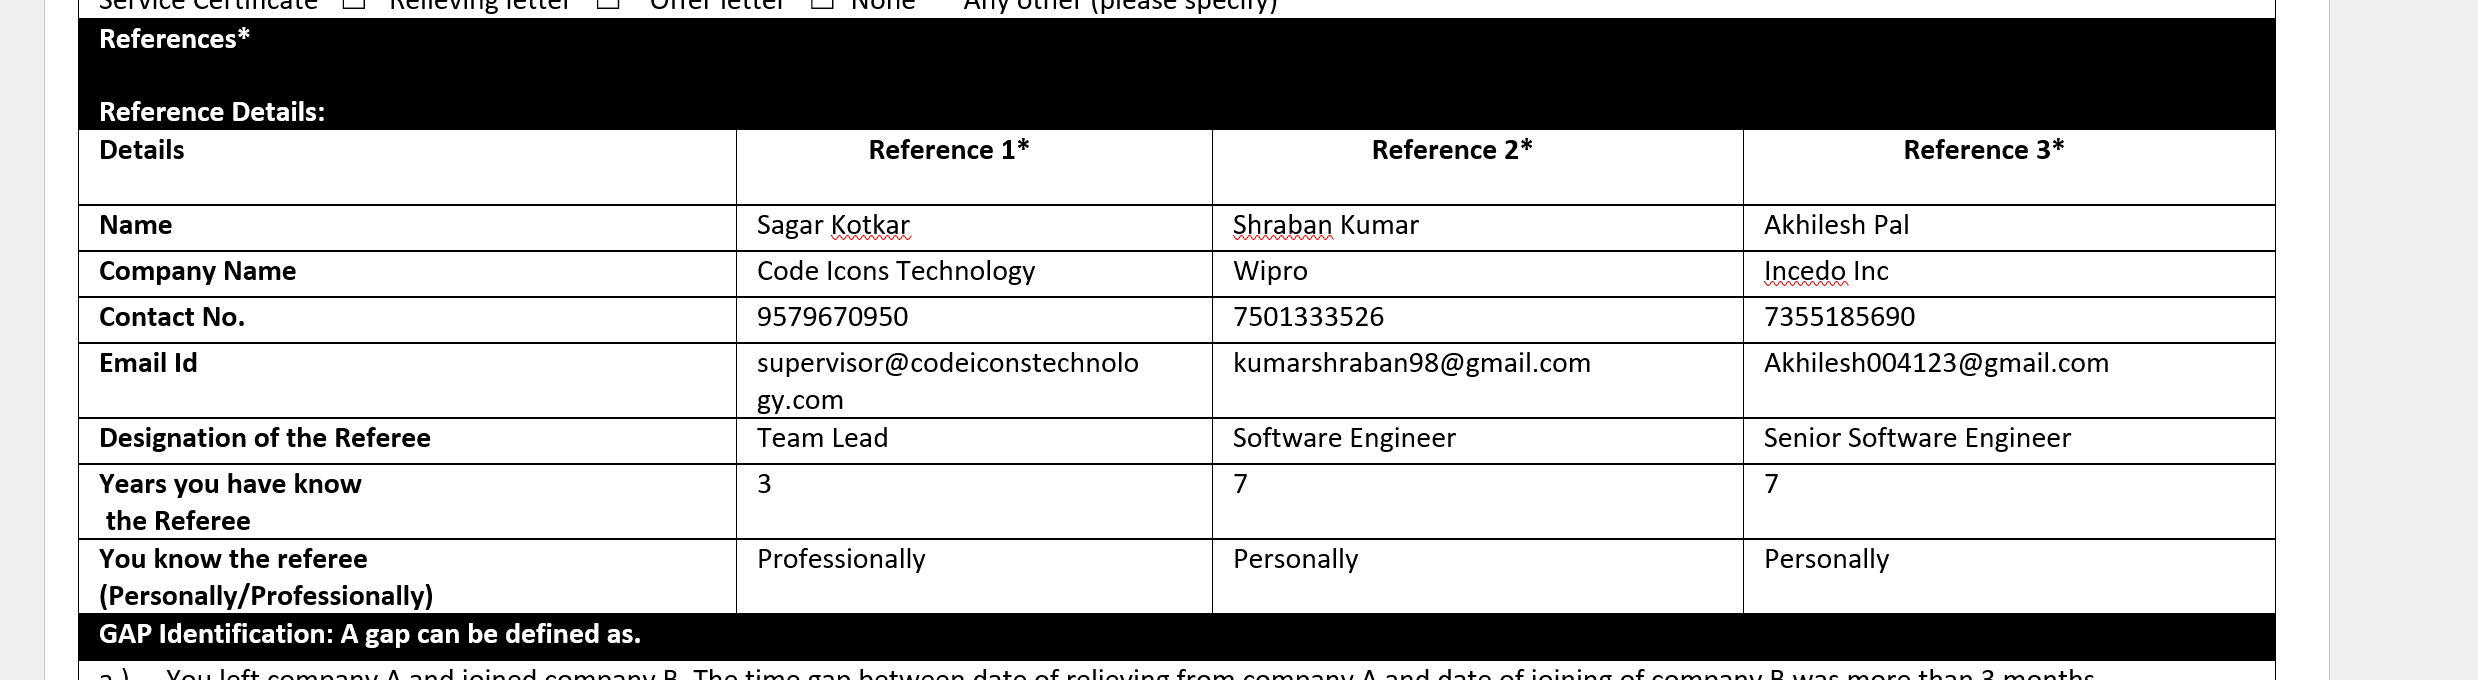 Service Certificate ☐ Relieving letter ☐ Offer letter ☐ None Any other (please specify)
References*
Reference Details:
Details Reference 1* Reference 2* Reference 3*
Name Sagar Kotkar Shraban Kumar Akhilesh Pal
Company Name Code Icons Technology Wipro Incedo Inc
Contact No. 9579670950 7501333526 7355185690
Email Id supervisor@codeiconstechnolo kumarshraban98@gmail.com Akhilesh004123@gmail.com
gy.com
Designation of the Referee Team Lead Software Engineer Senior Software Engineer
Years you have know 3 7 7
the Referee
You know the referee Professionally Personally Personally
(Personally/Professionally)
GAP Identification: A gap can be defined as.
a.) You left company A and joined company B. The time gap between date of relieving from company A and date of joining of company B was more than 3 months.